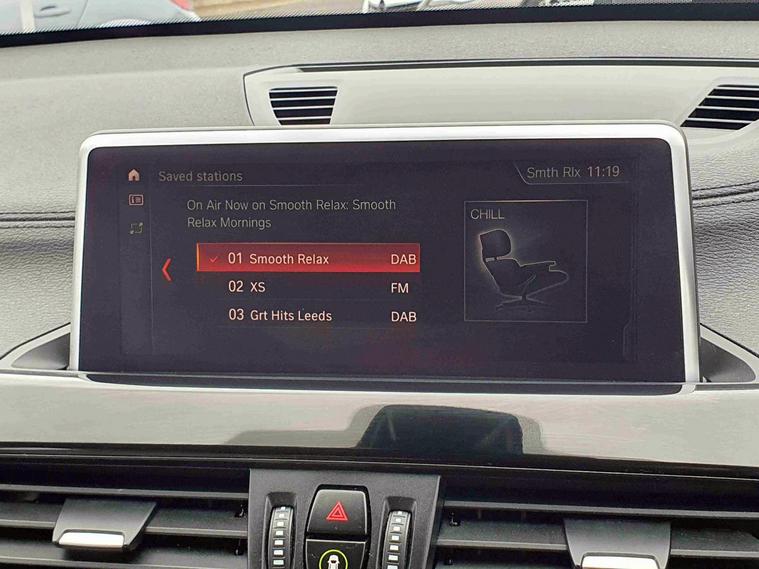 Saved stations
Smth Rlx 11:19
On Air Now on Smooth Relax: Smooth
Relax Mornings
CHILL
01 Smooth Relax DAB
02 XS FM
03 Grt Hits Leeds DAB